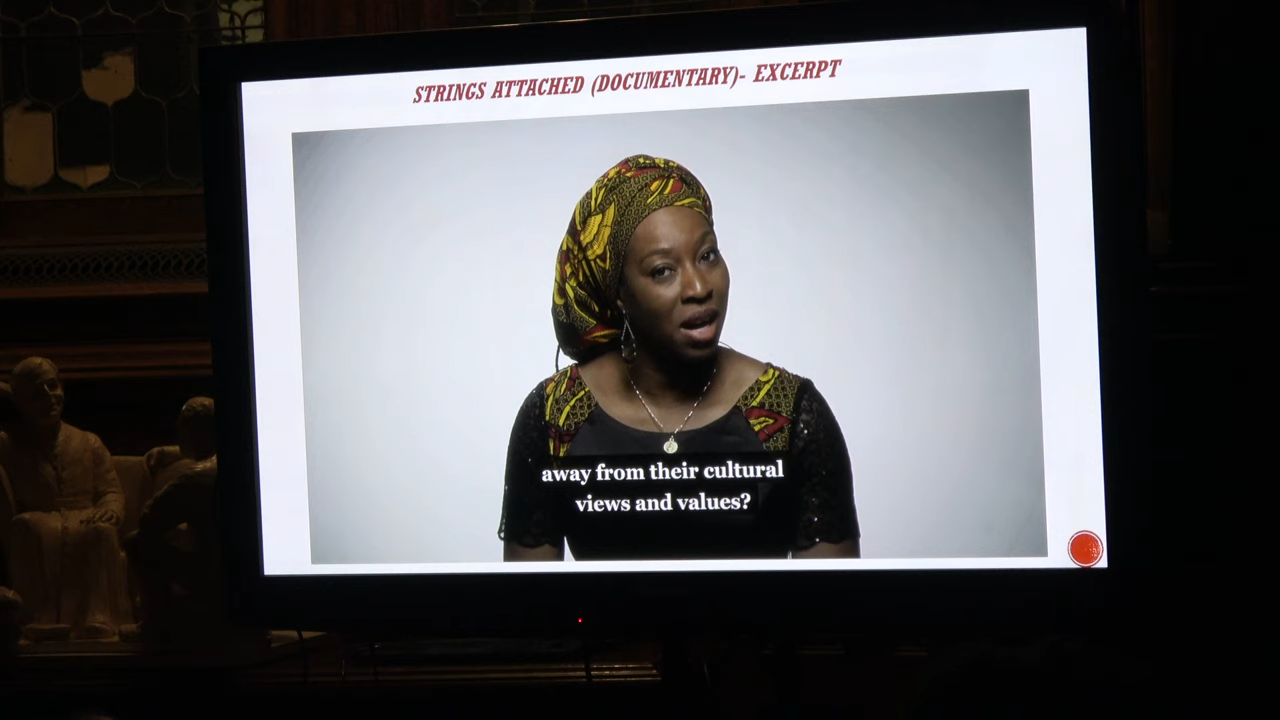 STRINGS ATTACHED (DOCUMENTARY)- EXCERPT
away from their cultural
views and values?